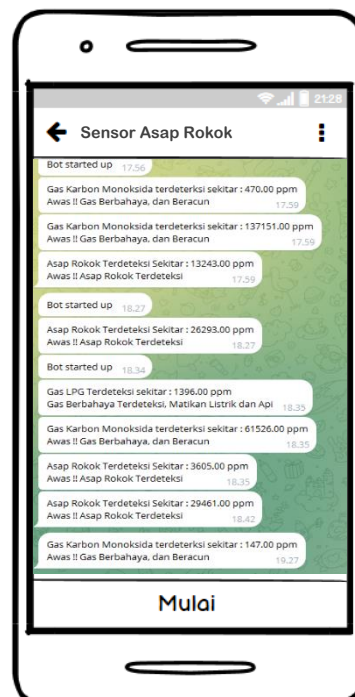 21:28
Sensor Asap Rokok
Bot started up 17.56
Gas Karbon Monoksida terdeterksi sekitar : 470.00 ppm
Awas !! Gas Berbahaya, dan Beracun 17.59
Gas Karbon Monoksida terdeterksi sekitar : 137151.00 ppm
Awas !! Gas Berbahaya, dan Beracun 17.59
Asap Rokok Terdeteksi Sekitar : 13243.00 ppm
Awas !! Asap Rokok Terdeteksi 17.59
Bot started up 18.27
Asap Rokok Terdeteksi Sekitar : 26293.00 ppm
Awas !! Asap Rokok Terdeteksi 18.27
Bot started up 18.34
Gas LPG Terdeteksi sekitar : 1396.00 ppm
Gas Berbahaya Terdeteksi, Matikan Listrik dan Api 18.35
Gas Karbon Monoksida terdeterksi sekitar : 61526.00 ppm
Awas !! Gas Berbahaya, dan Beracun 18.35
Asap Rokok Terdeteksi Sekitar : 3605.00 ppm
Awas !! Asap Rokok Terdeteksi 18.35
Asap Rokok Terdeteksi Sekitar : 29461.00 ppm
Awas !! Asap Rokok Terdeteksi 18.42
Gas Karbon Monoksida terdeterksi sekitar : 147.00 ppm
Awas !! Gas Berbahaya, dan Beracun 19.27
Mulai